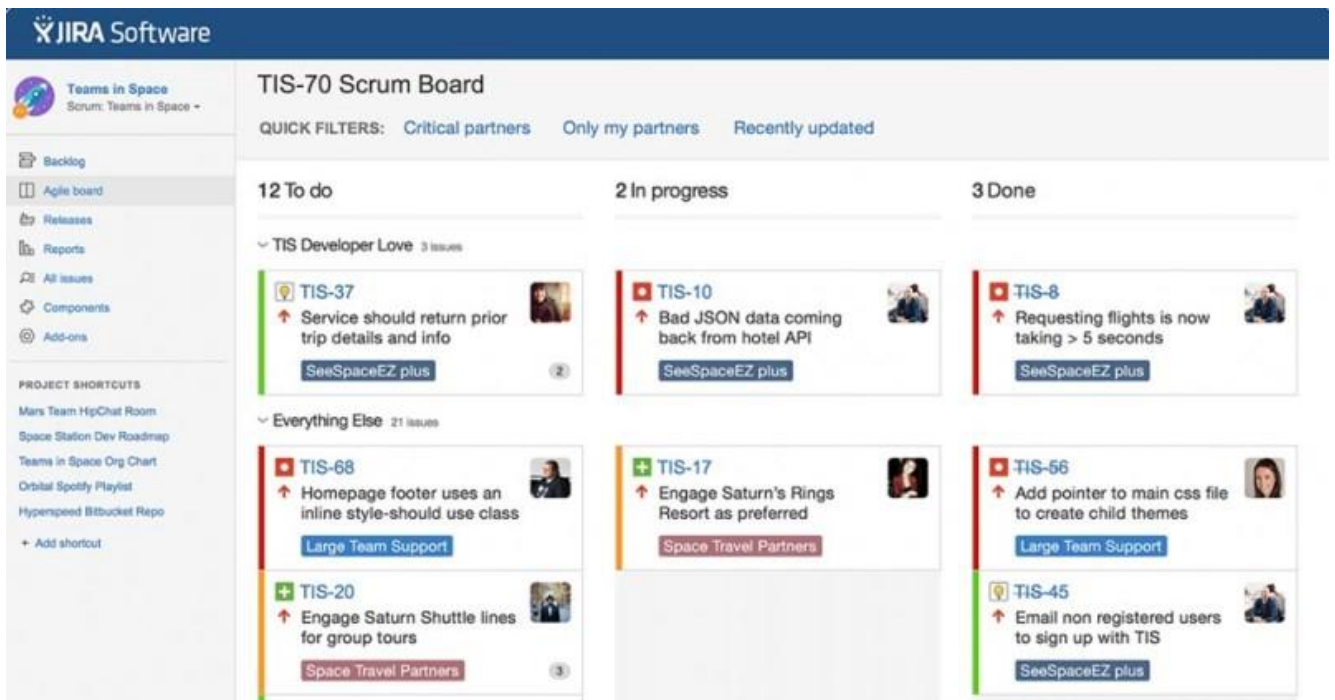 JIRA Software
Teams in Space
Scrum: Teams in Space
Backlog
Agile board
Releases
Reports
All issues
Components
Add-ons
PROJECT SHORTCUTS
Mars Team HipChat Room
Space Station Dev Roadmap
Teams in Space Org Chart
Orbital Spotify Playlist
Hyperspeed Bitbucket Repo
+ Add shortcut
TIS-70 Scrum Board
QUICK FILTERS: Critical partners Only my partners Recently updated
12 To do
2 In progress
3 Done
TIS Developer Love 3 issues
TIS-37
Service should return prior
trip details and info
SeeSpaceEZ plus
2
TIS-10
Bad JSON data coming
back from hotel API
SeeSpaceEZ plus
TIS-8
Requesting flights is now
taking > 5 seconds
SeeSpaceEZ plus
Everything Else 21 issues
TIS-68
Homepage footer uses an
inline style-should use class
Large Team Support
TIS-20
Engage Saturn Shuttle lines
for group tours
Space Travel Partners
3
TIS-17
Engage Saturn's Rings
Resort as preferred
Space Travel Partners
TIS-56
Add pointer to main css file
to create child themes
Large Team Support
TIS-45
Email non registered users
to sign up with TIS
SeeSpaceEZ plus